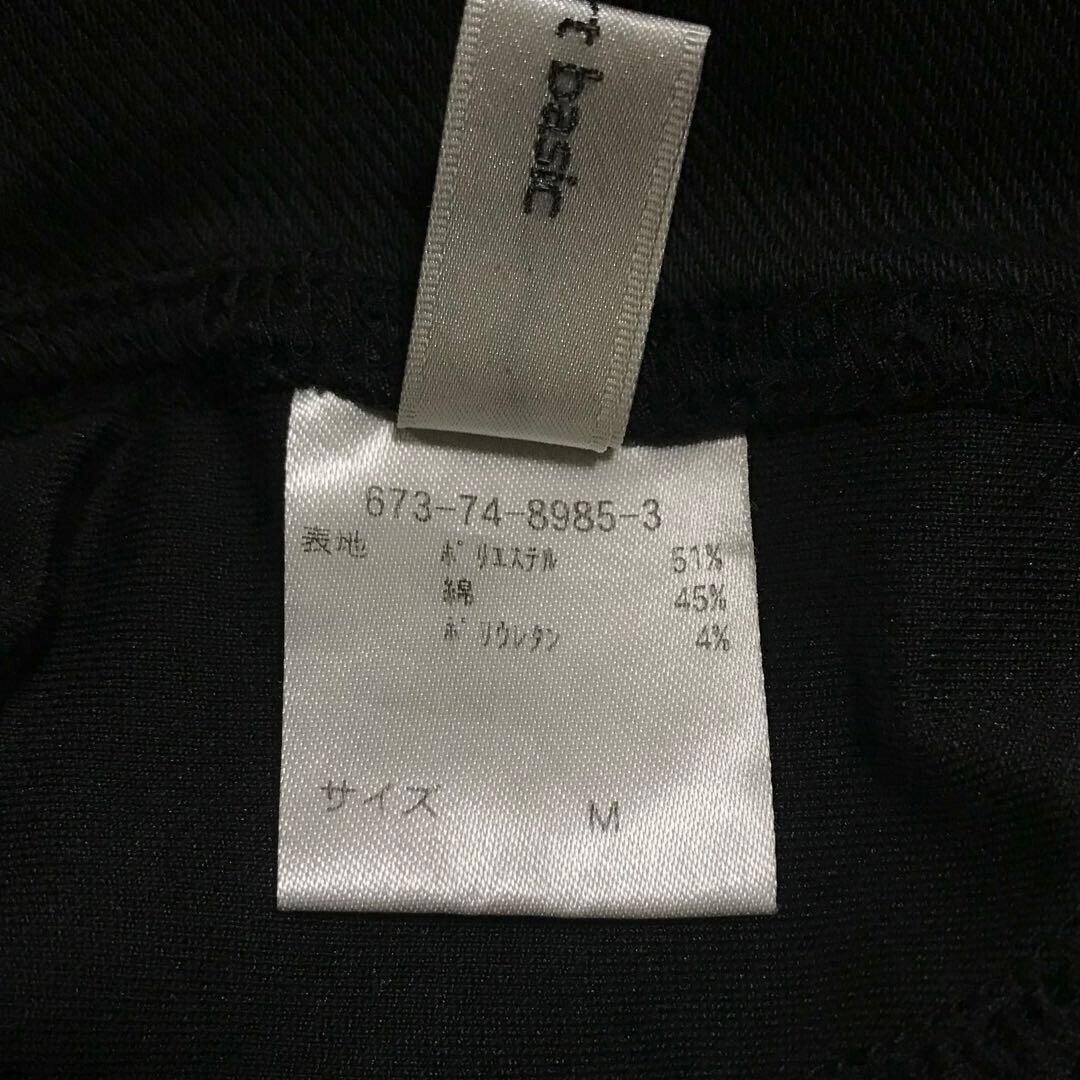 basic
673-74-8985-3
表地 ポリエステル 51%
綿 45%
ポリウレタン 4%
サイズ M